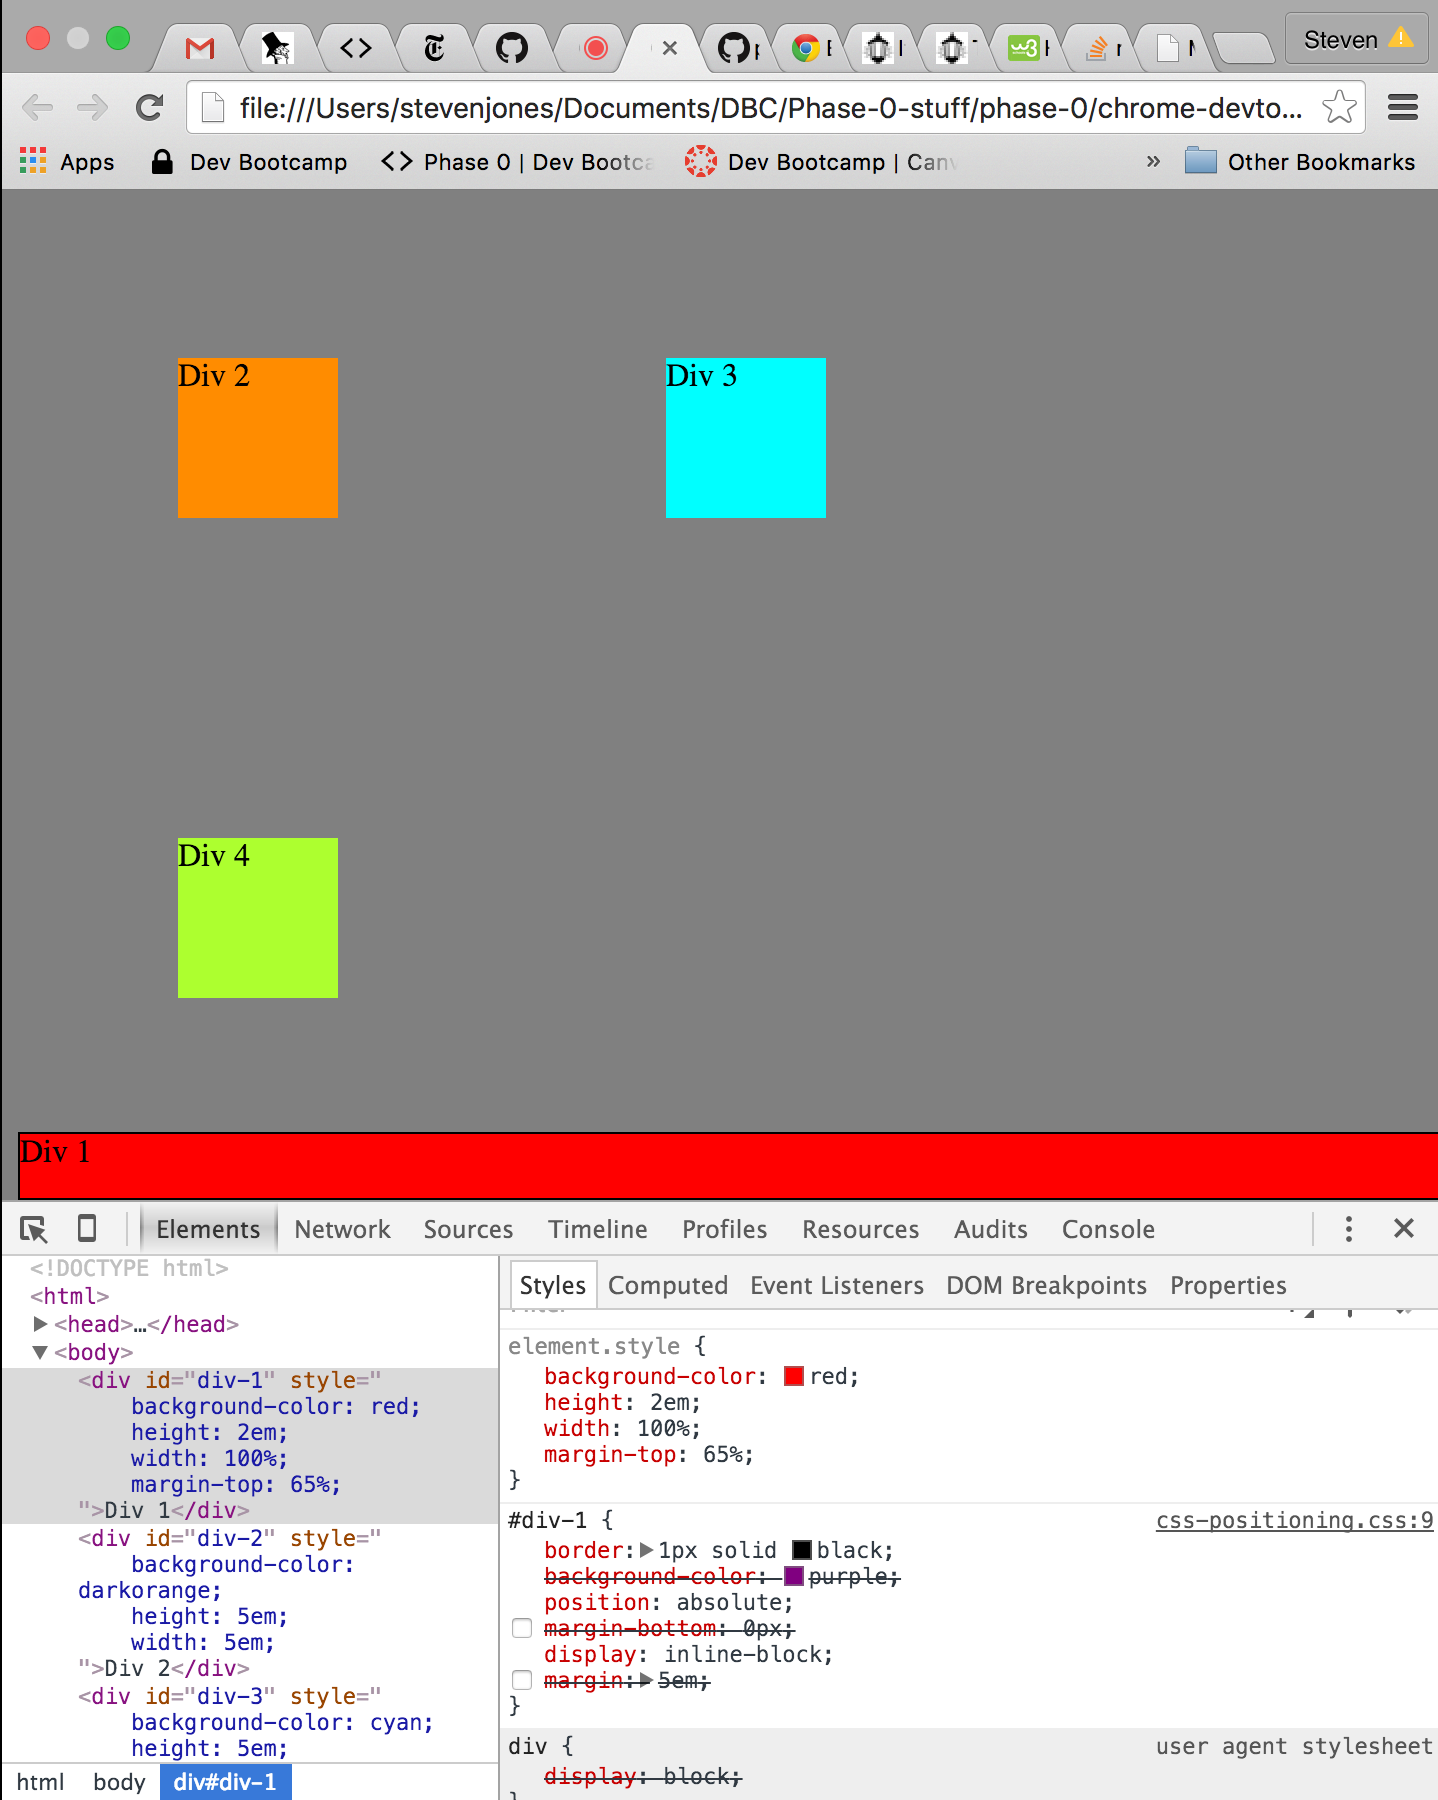 Steven
file:///Users/stevenjones/Documents/DBC/Phase-0-stuff/phase-0/chrome-devto...
Apps Dev Bootcamp <> Phase 0 | Dev Bootca Dev Bootcamp | Canv » Other Bookmarks
Div 2 Div 3
Div 4
Div 1
Elements Network Sources Timeline Profiles Resources Audits Console
<!DOCTYPE html>
<html>
<head>…</head>
<body>
<div id="div-1" style="
background-color: red;
height: 2em;
width: 100%;
margin-top: 65%;
">Div 1</div>
<div id="div-2" style="
background-color:
darkorange;
height: 5em;
width: 5em;
">Div 2</div>
<div id="div-3" style="
background-color: cyan;
height: 5em;
html body div#div-1
Styles Computed Event Listeners DOM Breakpoints Properties
element.style {
background-color: red;
height: 2em;
width: 100%;
margin-top: 65%;
}
#div-1 { css-positioning.css:9
border: 1px solid black;
background-color: purple;
position: absolute;
margin-bottom: 0px;
display: inline-block;
margin: 5em;
}
div { user agent stylesheet
display: block;